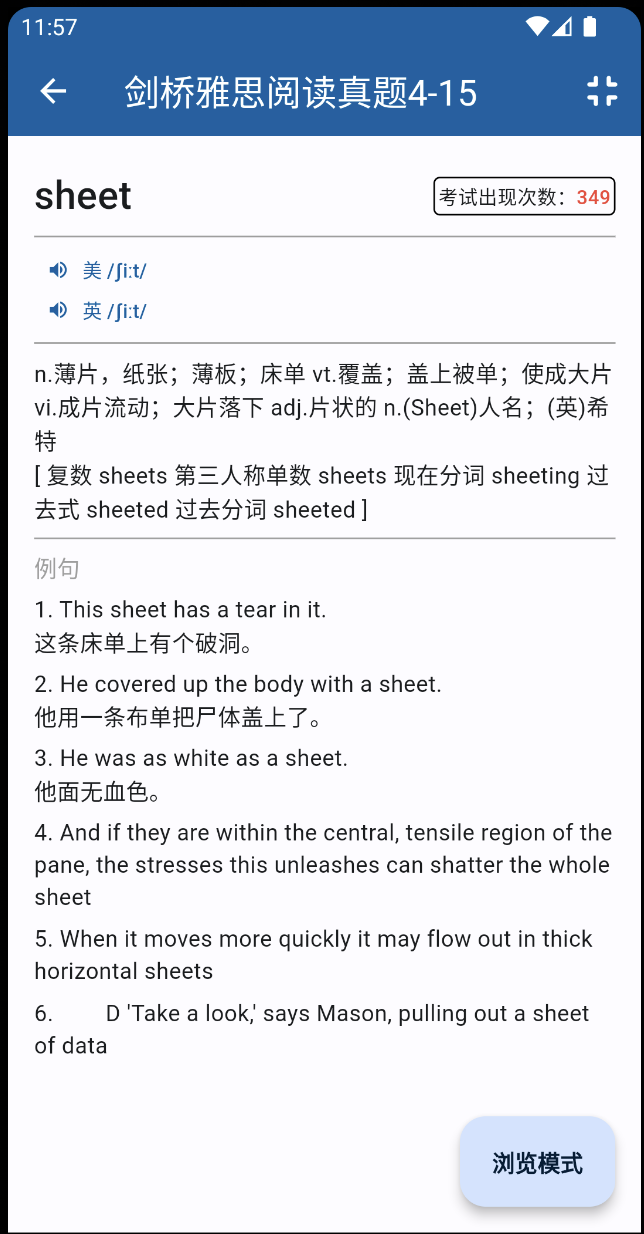 11:57
剑桥雅思阅读真题4-15
sheet
考试出现次数：349
美 /ʃiːt/
英 /ʃiːt/
n.薄片，纸张；薄板；床单 vt.覆盖；盖上被单；使成大片
vi.成片流动；大片落下 adj.片状的 n.(Sheet)人名；(英)希
特
[ 复数 sheets 第三人称单数 sheets 现在分词 sheeting 过
去式 sheeted 过去分词 sheeted ]
例句
1. This sheet has a tear in it.
这条床单上有个破洞。
2. He covered up the body with a sheet.
他用一条布单把尸体盖上了。
3. He was as white as a sheet.
他面无血色。
4. And if they are within the central, tensile region of the
pane, the stresses this unleashes can shatter the whole
sheet
5. When it moves more quickly it may flow out in thick
horizontal sheets
6. D 'Take a look,' says Mason, pulling out a sheet
of data
浏览模式